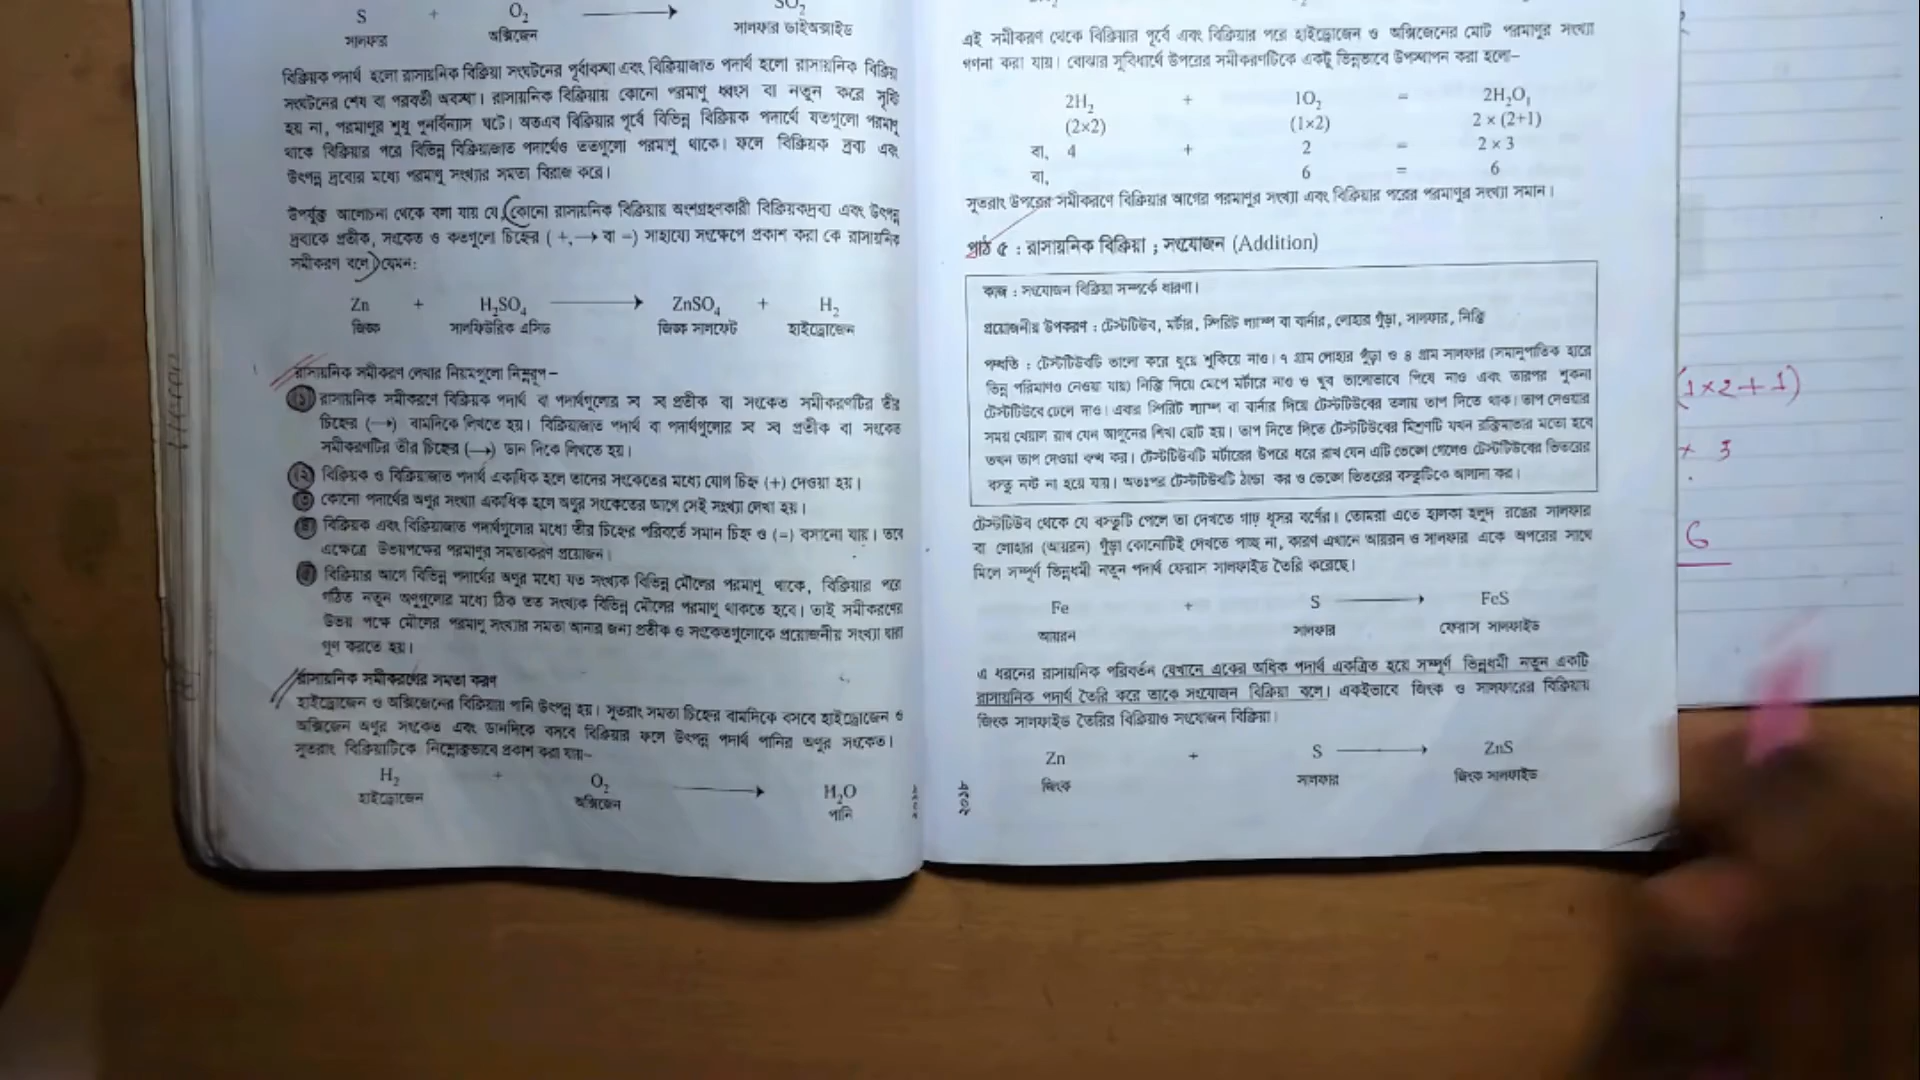 S + O₂ ⟶ SO₂
সালফার অক্সিজেন সালফার ডাইঅক্সাইড
বিক্রিয়ক পদার্থ হলো রাসায়নিক বিক্রিয়া সংঘটনের পূর্বাবস্থা এবং বিক্রিয়াজাত পদার্থ হলো রাসায়নিক বিক্রিয়া
সংঘটনের শেষ বা পরবর্তী অবস্থা। রাসায়নিক বিক্রিয়ায় কোনো পরমাণু ধ্বংস বা নতুন করে সৃষ্টি
হয় না, পরমাণুর শুধু পুনর্বিন্যাস ঘটে। অতএব বিক্রিয়ার পূর্বে বিভিন্ন বিক্রিয়ক পদার্থে যতগুলো পরমাণু
থাকে বিক্রিয়ার পরে বিভিন্ন বিক্রিয়াজাত পদার্থেও ততগুলো পরমাণু থাকে। ফলে বিক্রিয়ক দ্রব্য এবং
উৎপন্ন দ্রব্যের মধ্যে পরমাণু সংখ্যার সমতা বিরাজ করে।
উপর্যুক্ত আলোচনা থেকে বলা যায় যে, কোনো রাসায়নিক বিক্রিয়ায় অংশগ্রহণকারী বিক্রিয়কদ্রব্য এবং উৎপন্ন
দ্রব্যকে প্রতীক, সংকেত ও কতগুলো চিহ্নের ( +, ⟶ বা =) সাহায্যে সংক্ষেপে প্রকাশ করা কে রাসায়নিক
সমীকরণ বলে। যেমন:
Zn + H₂SO₄ ⟶ ZnSO₄ + H₂
জিঙ্ক সালফিউরিক এসিড জিঙ্ক সালফেট হাইড্রোজেন
রাসায়নিক সমীকরণ লেখার নিয়মগুলো নিম্নরূপ–
(১) রাসায়নিক সমীকরণে বিক্রিয়ক পদার্থ বা পদার্থগুলোর স্ব স্ব প্রতীক বা সংকেত সমীকরণটির তীর
চিহ্নের (⟶) বামদিকে লিখতে হয়। বিক্রিয়াজাত পদার্থ বা পদার্থগুলোর স্ব স্ব প্রতীক বা সংকেত
সমীকরণটির তীর চিহ্নের (⟶) ডান দিকে লিখতে হয়।
(২) বিক্রিয়ক ও বিক্রিয়াজাত পদার্থ একাধিক হলে তাদের সংকেতের মধ্যে যোগ চিহ্ন (+) দেওয়া হয়।
(৩) কোনো পদার্থের অণুর সংখ্যা একাধিক হলে অণুর সংকেতের আগে সেই সংখ্যা লেখা হয়।
(৪) বিক্রিয়ক এবং বিক্রিয়াজাত পদার্থগুলোর মধ্যে তীর চিহ্নের পরিবর্তে সমান চিহ্ন ও (=) বসানো যায়। তবে
এক্ষেত্রে উভয়পক্ষের পরমাণুর সমতাকরণ প্রয়োজন।
বিক্রিয়ার আগে বিভিন্ন পদার্থের অণুর মধ্যে যত সংখ্যক বিভিন্ন মৌলের পরমাণু থাকে, বিক্রিয়ার পরে
গঠিত নতুন অণুগুলোর মধ্যে ঠিক তত সংখ্যক বিভিন্ন মৌলের পরমাণু থাকতে হবে। তাই সমীকরণের
উভয় পক্ষে মৌলের পরমাণু সংখ্যার সমতা আনার জন্য প্রতীক ও সংকেতগুলোকে প্রয়োজনীয় সংখ্যা দ্বারা
গুণ করতে হয়।
রাসায়নিক সমীকরণের সমতা করণ
হাইড্রোজেন ও অক্সিজেনের বিক্রিয়ায় পানি উৎপন্ন হয়। সুতরাং সমতা চিহ্নের বামদিকে বসবে হাইড্রোজেন ও
অক্সিজেন অণুর সংকেত এবং ডানদিকে বসবে বিক্রিয়ার ফলে উৎপন্ন পদার্থ পানির অণুর সংকেত।
সুতরাং বিক্রিয়াটিকে নিম্নোক্তভাবে প্রকাশ করা যায়–
H₂ + O₂ ⟶ H₂O
হাইড্রোজেন অক্সিজেন পানি
এই সমীকরণ থেকে বিক্রিয়ার পূর্বে এবং বিক্রিয়ার পরে হাইড্রোজেন ও অক্সিজেনের মোট পরমাণুর সংখ্যা
গণনা করা যায়। বোঝার সুবিধার্থে উপরের সমীকরণটিকে একটু ভিন্নভাবে উপস্থাপন করা হলো–
2H₂ + 1O₂ = 2H₂O₁
(2×2) (1×2) 2 × (2+1)
বা, 4 + 2 = 2 × 3
বা, 6 = 6
সুতরাং উপরের সমীকরণে বিক্রিয়ার আগের পরমাণুর সংখ্যা এবং বিক্রিয়ার পরের পরমাণুর সংখ্যা সমান।
পাঠ ৫ : রাসায়নিক বিক্রিয়া ; সংযোজন (Addition)
কাজ : সংযোজন বিক্রিয়া সম্পর্কে ধারণা।
প্রয়োজনীয় উপকরণ : টেস্টটিউব, মর্টার, স্পিরিট ল্যাম্প বা বার্নার, লোহার গুঁড়া, সালফার, নিক্তি
পদ্ধতি : টেস্টটিউবটি ভালো করে ধুয়ে শুকিয়ে নাও। ৭ গ্রাম লোহার গুঁড়া ও ৪ গ্রাম সালফার (সমানুপাতিক হারে
ভিন্ন পরিমাণও নেওয়া যায়) নিক্তি দিয়ে মেপে মর্টারে নাও ও খুব ভালোভাবে পিষে নাও এবং তারপর শুকনা
টেস্টটিউবে ঢেলে দাও। এবার স্পিরিট ল্যাম্প বা বার্নার দিয়ে টেস্টটিউবের তলায় তাপ দিতে থাক। তাপ দেওয়ার
সময় খেয়াল রাখ যেন আগুনের শিখা ছোট হয়। তাপ দিতে দিতে টেস্টটিউবের মিশ্রণটি যখন রক্তিমাভার মতো হবে
তখন তাপ দেওয়া বন্ধ কর। টেস্টটিউবটি মর্টারের উপরে ধরে রাখ যেন এটি ভেঙ্গে গেলেও টেস্টটিউবের ভিতরের
বস্তু নষ্ট না হয়ে যায়। অতঃপর টেস্টটিউবটি ঠান্ডা কর ও ভেঙ্গে ভিতরের বস্তুটিকে আলাদা কর।
টেস্টটিউব থেকে যে বস্তুটি পেলে তা দেখতে গাঢ় ধূসর বর্ণের। তোমরা এতে হালকা হলুদ রঙের সালফার
বা লোহার (আয়রন) গুঁড়া কোনোটিই দেখতে পাচ্ছ না, কারণ এখানে আয়রন ও সালফার একে অপরের সাথে
মিলে সম্পূর্ণ ভিন্নধর্মী নতুন পদার্থ ফেরাস সালফাইড তৈরি করেছে।
Fe + S ⟶ FeS
আয়রন সালফার ফেরাস সালফাইড
এ ধরনের রাসায়নিক পরিবর্তন যেখানে একের অধিক পদার্থ একত্রিত হয়ে সম্পূর্ণ ভিন্নধর্মী নতুন একটি
রাসায়নিক পদার্থ তৈরি করে তাকে সংযোজন বিক্রিয়া বলে। একইভাবে জিংক ও সালফারের বিক্রিয়ায়
জিংক সালফাইড তৈরির বিক্রিয়াও সংযোজন বিক্রিয়া।
Zn + S ⟶ ZnS
জিংক সালফার জিংক সালফাইড
(1×2+1)
× 3
6